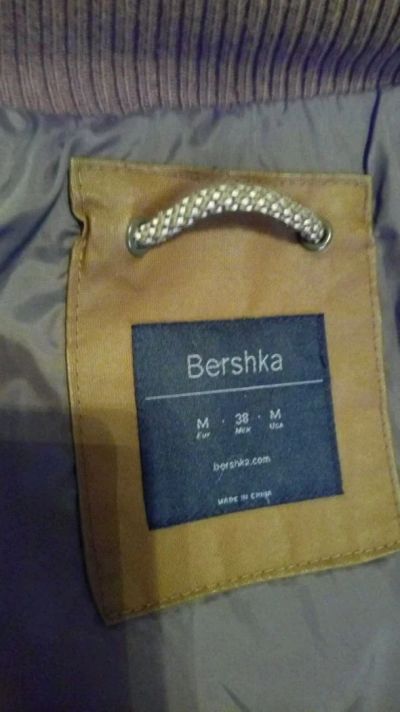 Bershka
M · 38 · M
Eur Mex USA
bershka.com
MADE IN CHINA